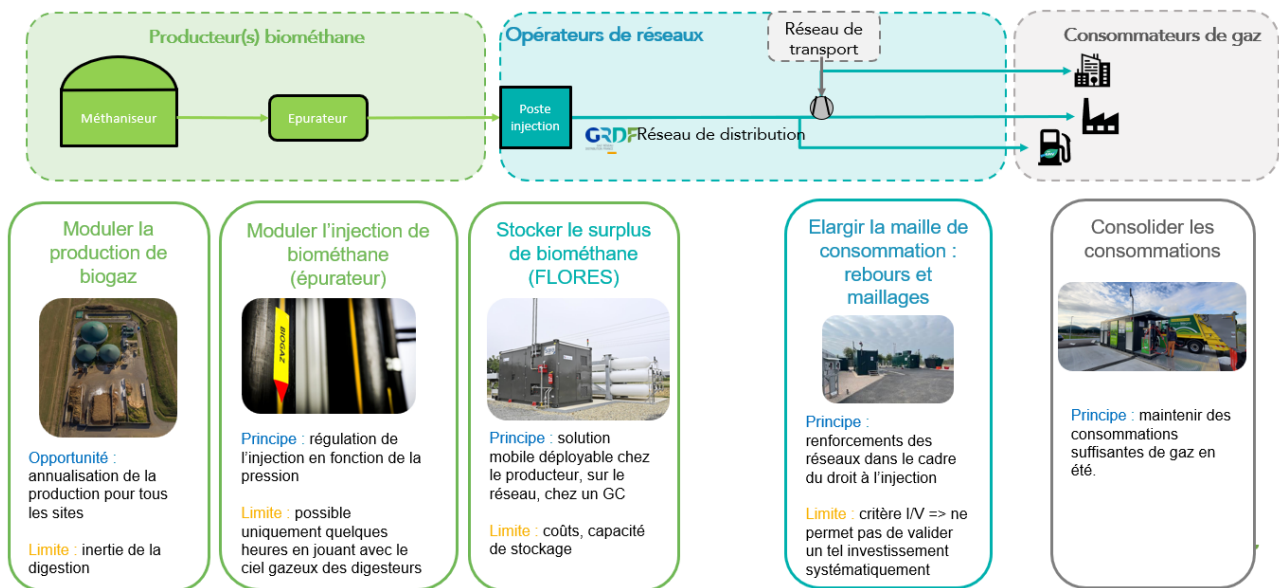 Producteur(s) biométhane
Opérateurs de réseaux
Réseau de
transport
Consommateurs de gaz
Méthaniseur
Epurateur
Poste
injection
GRDF
Réseau de distribution
Moduler la
production de
biogaz
BIOGAZ
Opportunité :
annualisation de la
production pour tous
les sites
Limite : inertie de la
digestion
Moduler l’injection de
biométhane
(épurateur)
Principe : régulation de
l’injection en fonction de la
pression
Limite : possible
uniquement quelques
heures en jouant avec le
ciel gazeux des digesteurs
Stocker le surplus
de biométhane
(FLORES)
Principe : solution
mobile déployable chez
le producteur, sur le
réseau, chez un GC
Limite : coûts, capacité
de stockage
Elargir la maille de
consommation :
rebours et
maillages
Principe :
renforcements des
réseaux dans le cadre
du droit à l’injection
Limite : critère I/V => ne
permet pas de valider
un tel investissement
systématiquement
Consolider les
consommations
Principe : maintenir des
consommations
suffisantes de gaz en
été.